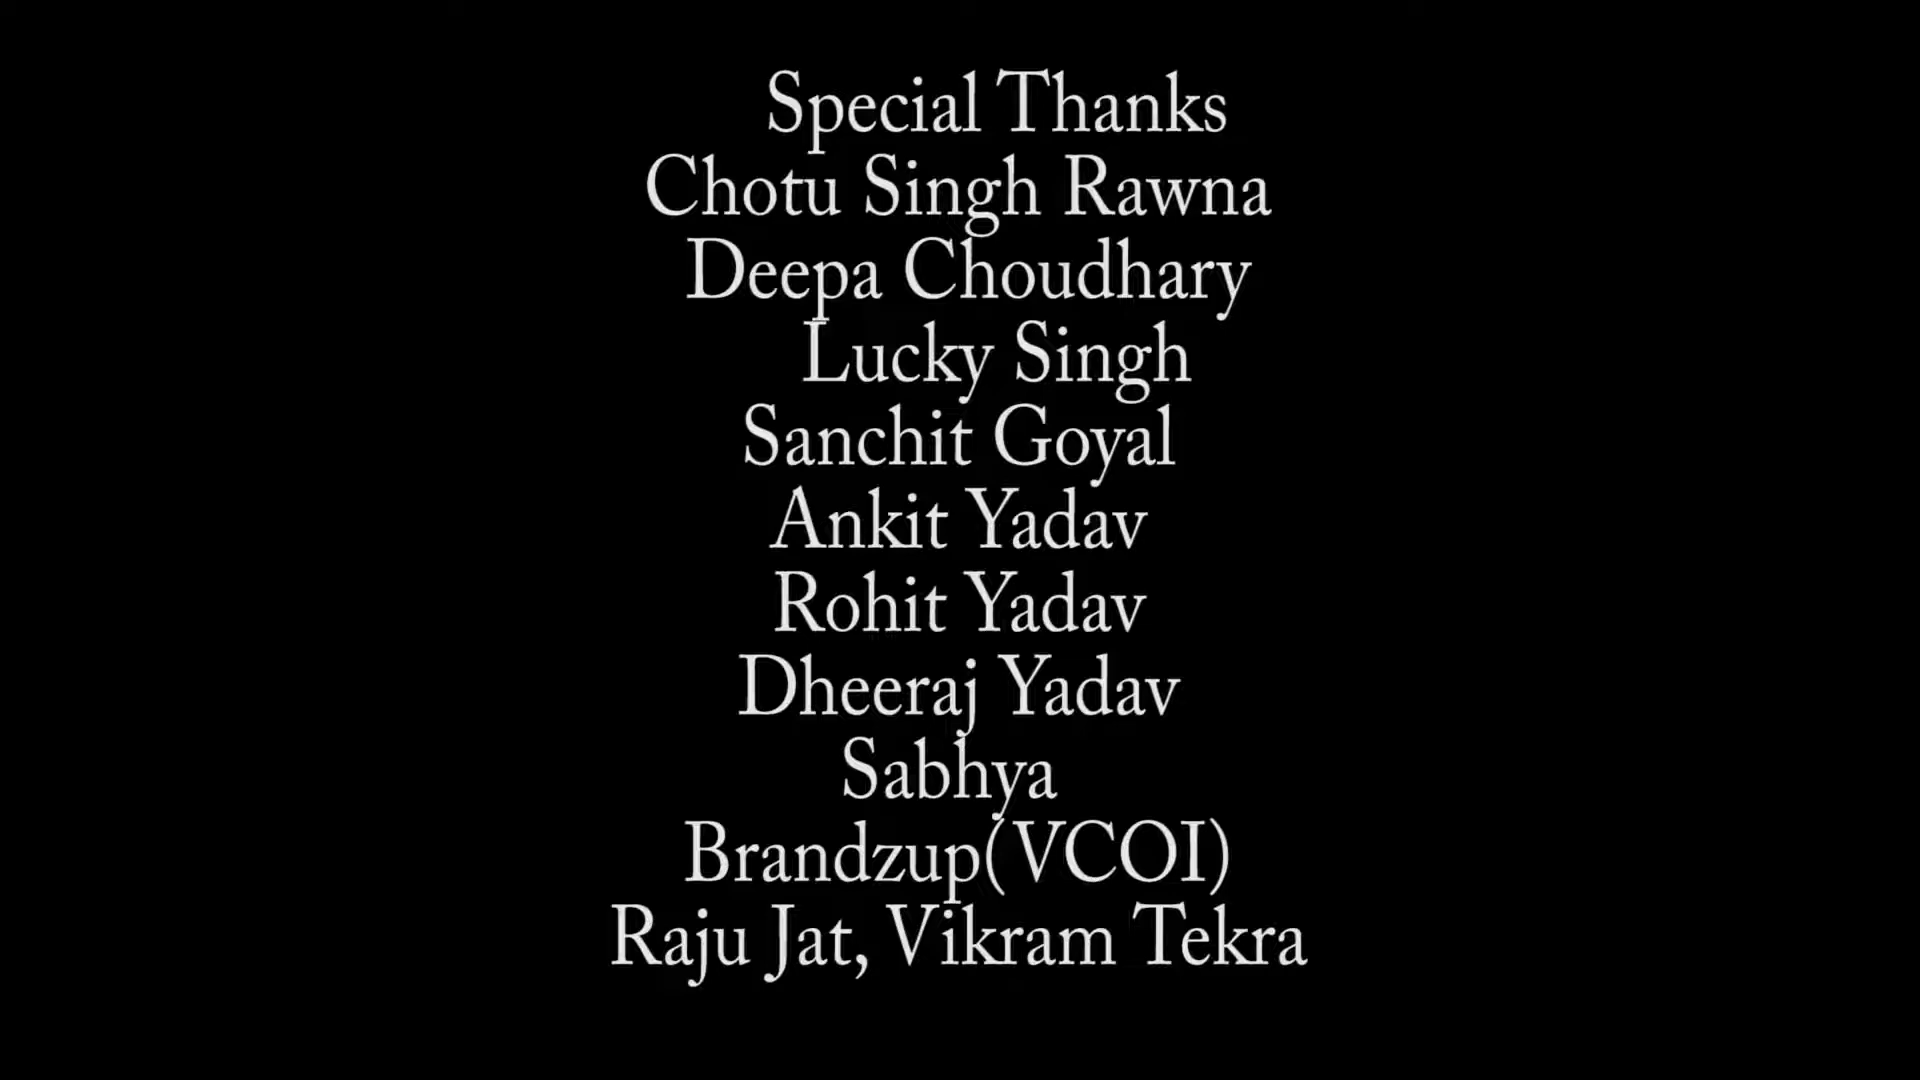 Special Thanks
Chotu Singh Rawna
Deepa Choudhary
Lucky Singh
Sanchit Goyal
Ankit Yadav
Rohit Yadav
Dheeraj Yadav
Sabhya
Brandzup(VCOI)
Raju Jat, Vikram Tekra